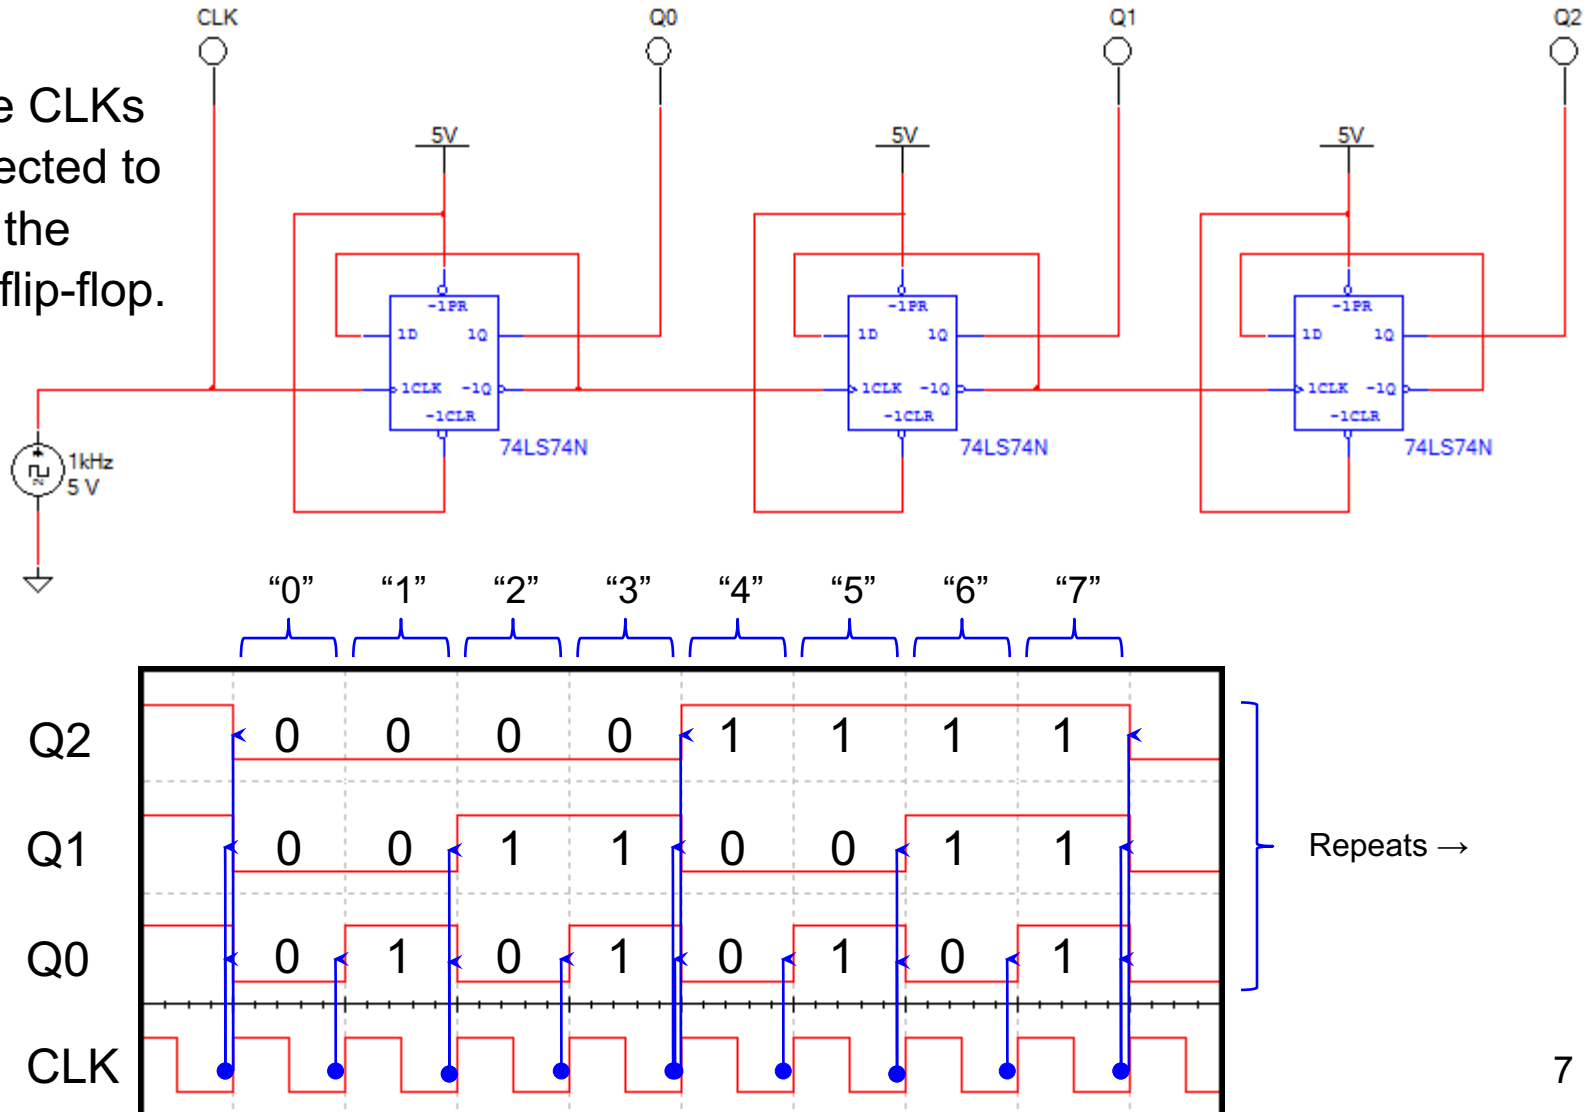 CLK Q0 Q1 Q2
e CLKs
ected to
the
flip-flop.
5V 5V 5V
-1PR -1PR -1PR
1D 1Q 1D 1Q 1D 1Q
1CLK -1Q 1CLK -1Q 1CLK -1Q
-1CLR -1CLR -1CLR
74LS74N 74LS74N 74LS74N
1kHz
5 V
“0” “1” “2” “3” “4” “5” “6” “7”
Q2 0 0 0 0 1 1 1 1
Q1 0 0 1 1 0 0 1 1
Repeats →
Q0 0 1 0 1 0 1 0 1
CLK
7